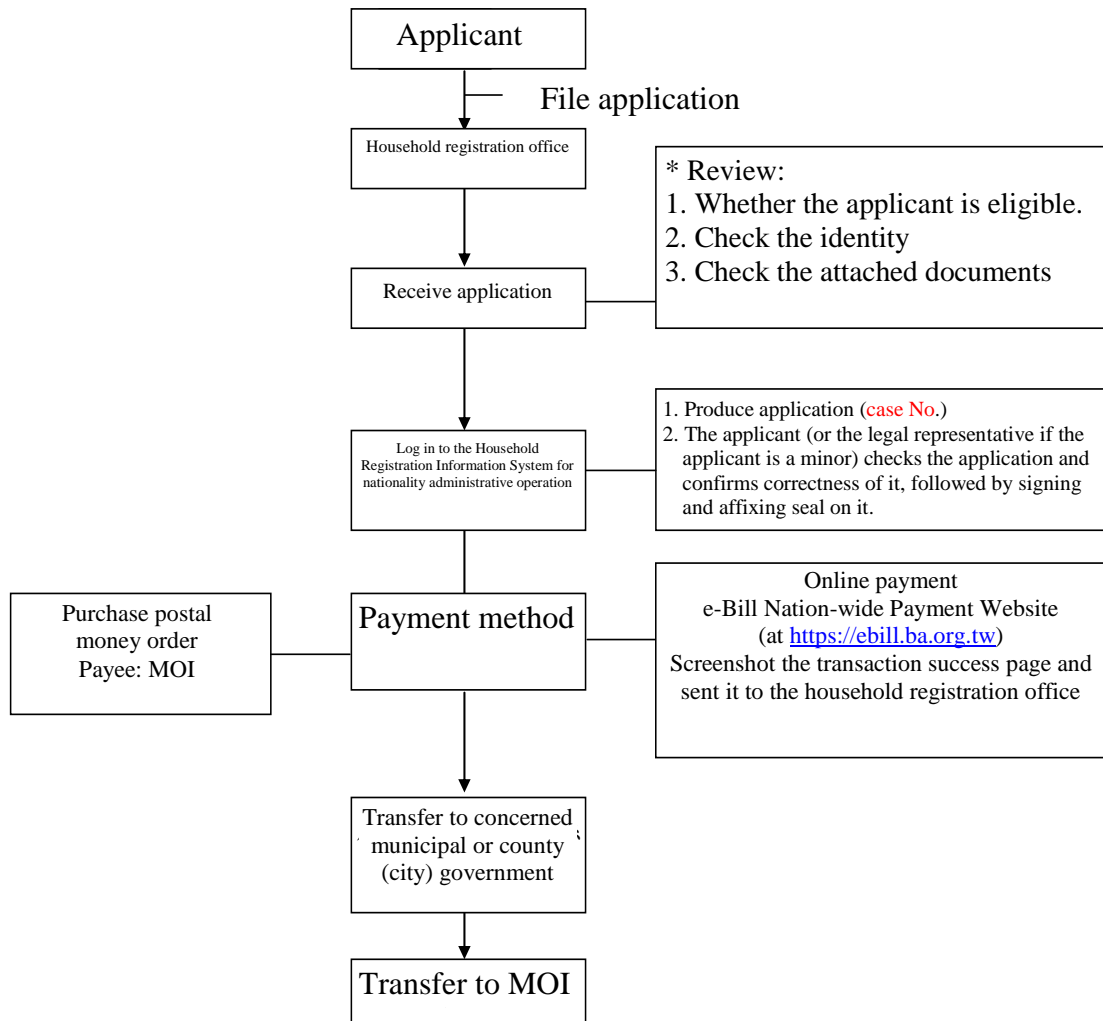 Applicant
File application
Household registration office
* Review:
1. Whether the applicant is eligible.
2. Check the identity
3. Check the attached documents
Receive application
Log in to the Household
Registration Information System for
nationality administrative operation
1. Produce application (case No.)
2. The applicant (or the legal representative if the
applicant is a minor) checks the application and
confirms correctness of it, followed by signing
and affixing seal on it.
Purchase postal
money order
Payee: MOI
Payment method
Online payment
e-Bill Nation-wide Payment Website
(at https://ebill.ba.org.tw)
Screenshot the transaction success page and
sent it to the household registration office
Transfer to concerned
municipal or county
(city) government
Transfer to MOI